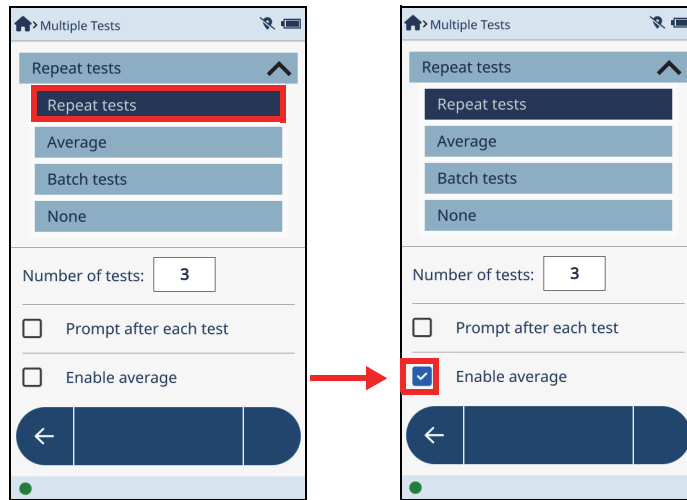 Multiple Tests
Repeat tests
Repeat tests
Average
Batch tests
None
Number of tests: 3
Prompt after each test
Enable average
Multiple Tests
Repeat tests
Repeat tests
Average
Batch tests
None
Number of tests: 3
Prompt after each test
Enable average